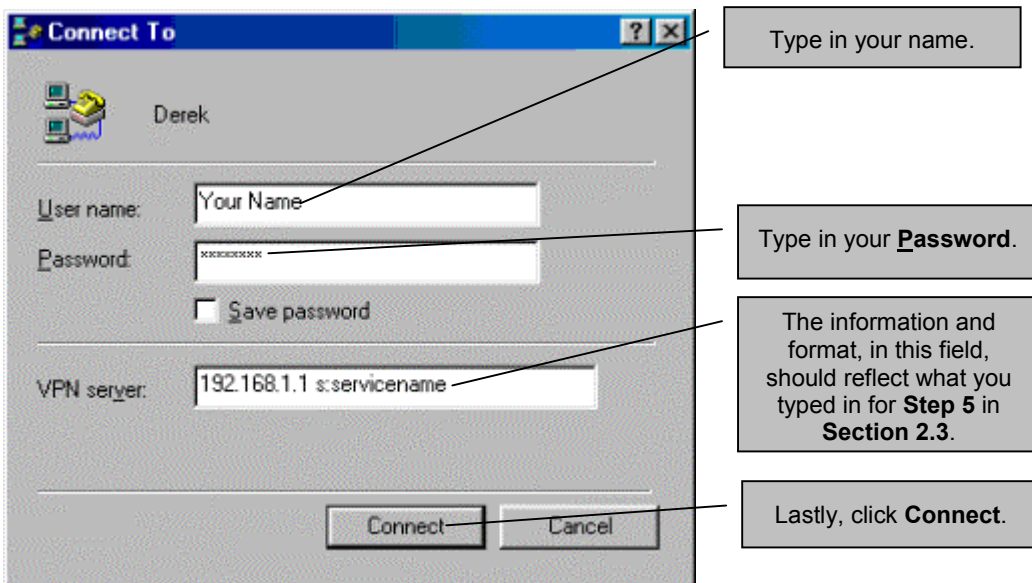 Connect To
Type in your name.
Derek
User name:
Your Name
Password:
xxxxxxxx
Type in your Password.
Save password
The information and
format, in this field,
should reflect what you
typed in for Step 5 in
Section 2.3.
VPN server:
192.168.1.1 s:servicename
Connect
Cancel
Lastly, click Connect.